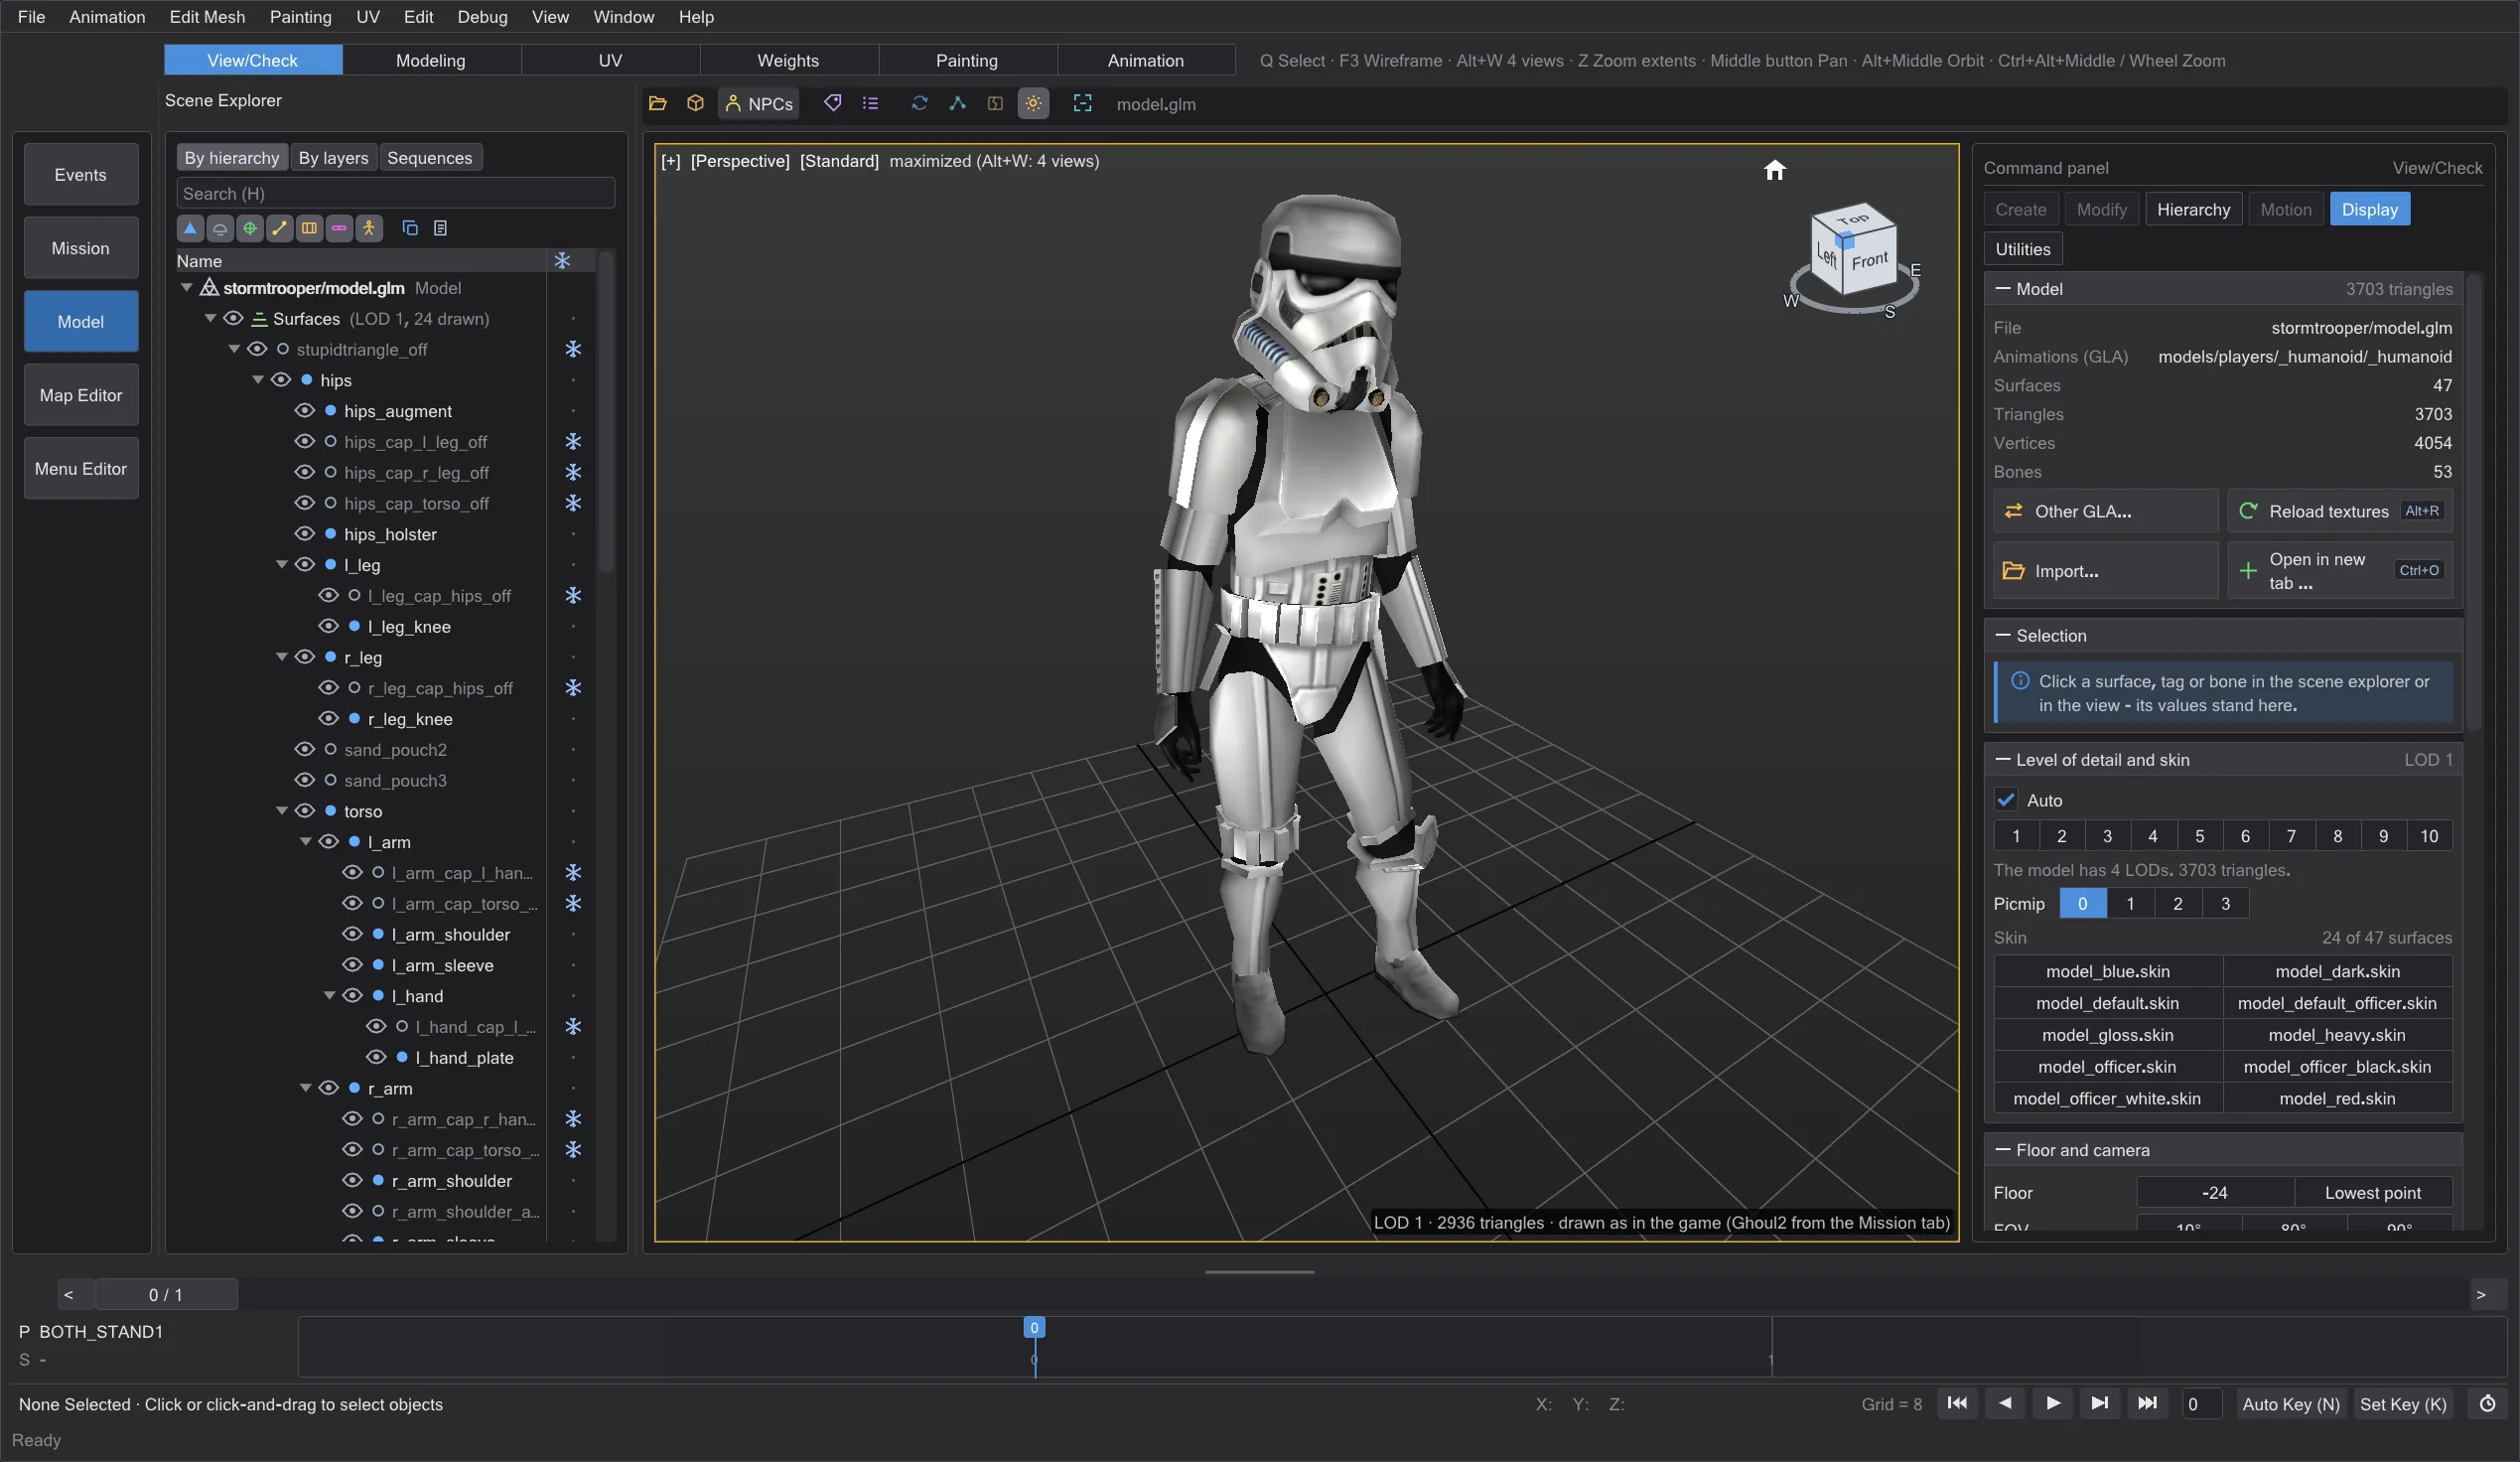 File Animation Edit Mesh Painting UV Edit Debug View Window Help
View/Check Modeling UV Weights Painting Animation Q Select · F3 Wireframe · Alt+W 4 views · Z Zoom extents · Middle button Pan · Alt+Middle Orbit · Ctrl+Alt+Middle / Wheel Zoom
Scene Explorer
NPCs model.glm
Events
Mission
Model
Map Editor
Menu Editor
By hierarchy By layers Sequences
Search (H)
Name
stormtrooper/model.glm Model
Surfaces (LOD 1, 24 drawn)
stupidtriangle_off
hips
hips_augment
hips_cap_l_leg_off
hips_cap_r_leg_off
hips_cap_torso_off
hips_holster
l_leg
l_leg_cap_hips_off
l_leg_knee
r_leg
r_leg_cap_hips_off
r_leg_knee
sand_pouch2
sand_pouch3
torso
l_arm
l_arm_cap_l_han...
l_arm_cap_torso_...
l_arm_shoulder
l_arm_sleeve
l_hand
l_hand_cap_l_...
l_hand_plate
r_arm
r_arm_cap_r_han...
r_arm_cap_torso_...
r_arm_shoulder
r_arm_shoulder_a...
r_arm_sleeve
[+] [Perspective] [Standard] maximized (Alt+W: 4 views)
Top
Left Front
W S E
LOD 1 · 2936 triangles · drawn as in the game (Ghoul2 from the Mission tab)
Command panel View/Check
Create Modify Hierarchy Motion Display
Utilities
Model 3703 triangles
File stormtrooper/model.glm
Animations (GLA) models/players/_humanoid/_humanoid
Surfaces 47
Triangles 3703
Vertices 4054
Bones 53
Other GLA... Reload textures Alt+R
Import... Open in new tab ... Ctrl+O
Selection
Click a surface, tag or bone in the scene explorer or
in the view - its values stand here.
Level of detail and skin LOD 1
Auto
1 2 3 4 5 6 7 8 9 10
The model has 4 LODs. 3703 triangles.
Picmip 0 1 2 3
Skin 24 of 47 surfaces
model_blue.skin model_dark.skin
model_default.skin model_default_officer.skin
model_gloss.skin model_heavy.skin
model_officer.skin model_officer_black.skin
model_officer_white.skin model_red.skin
Floor and camera
Floor -24 Lowest point
FOV 10° 80° 90°
< 0 / 1 >
P BOTH_STAND1
S -
0
0 1
None Selected · Click or click-and-drag to select objects X: Y: Z: Grid = 8 0 Auto Key (N) Set Key (K)
Ready